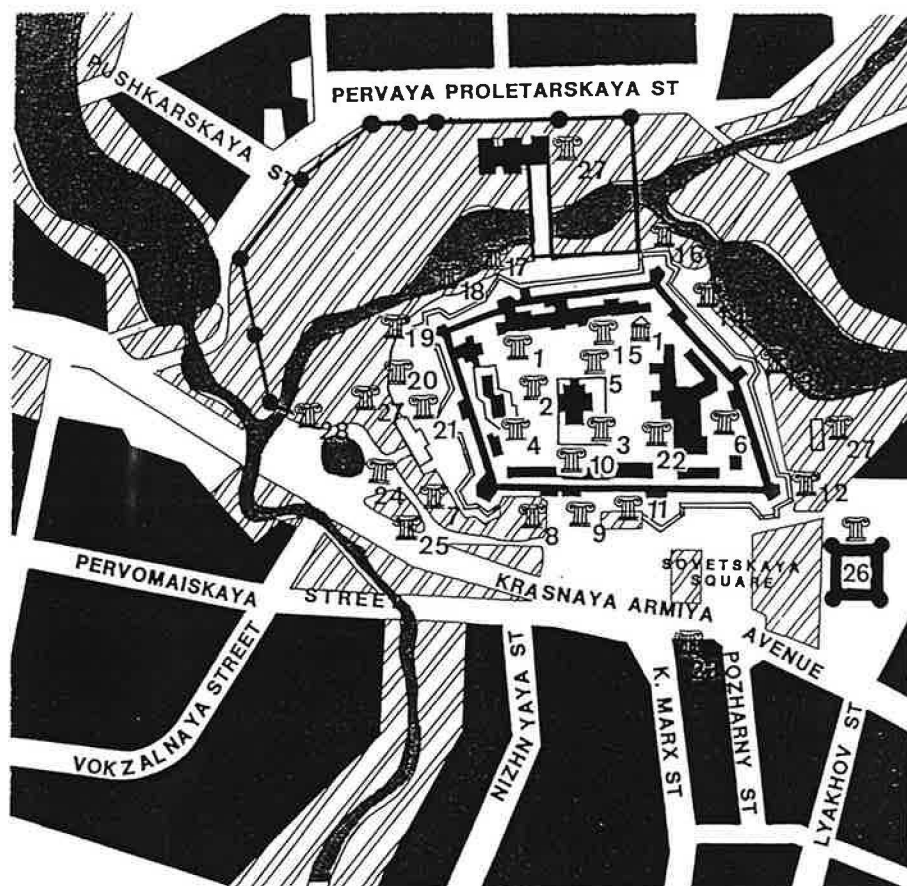 PERVAYA PROLETARSKAYA ST
PUSHKARSKAYA ST
27
16
17
18
19
1
15
1
20
5
2
27
21
4
3
22
6
27
10
28
24
7
12
8
9
11
25
26
SOVETSKAYA
SQUARE
PERVOMAISKAYA STREET
KRASNAYA ARMIYA AVENUE
VOKZALNAYA STREET
NIZHN YAYA ST
K. MARX ST
POZHARNY ST
LYAKHOV ST